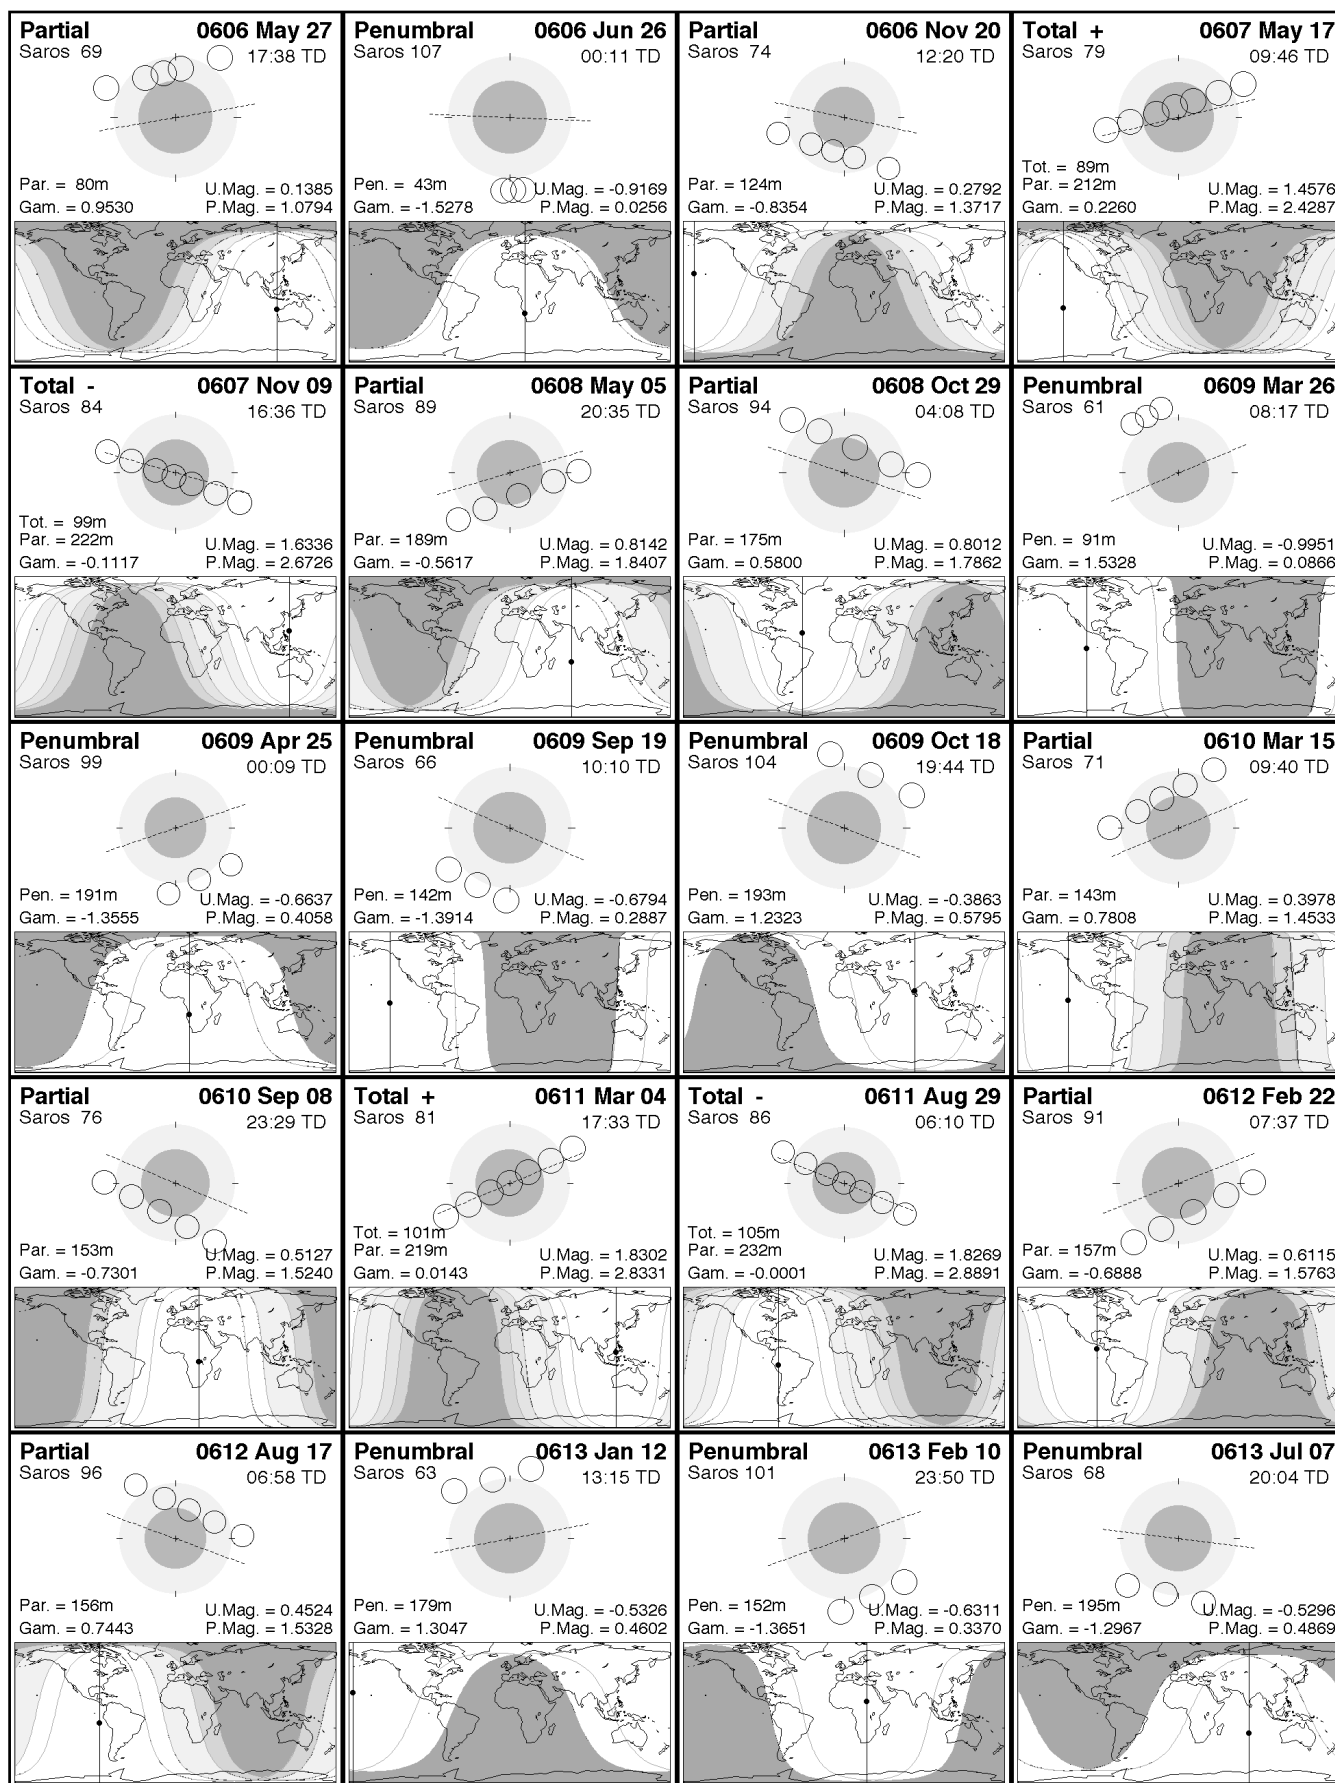 Partial 0606 May 27
Saros 69 17:38 TD
Par. = 80m U.Mag. = 0.1385
Gam. = 0.9530 P.Mag. = 1.0794
Penumbral 0606 Jun 26
Saros 107 00:11 TD
Pen. = 43m U.Mag. = -0.9169
Gam. = -1.5278 P.Mag. = 0.0256
Partial 0606 Nov 20
Saros 74 12:20 TD
Par. = 124m U.Mag. = 0.2792
Gam. = -0.8354 P.Mag. = 1.3717
Total + 0607 May 17
Saros 79 09:46 TD
Tot. = 89m
Par. = 212m U.Mag. = 1.4576
Gam. = 0.2260 P.Mag. = 2.4287
Total - 0607 Nov 09
Saros 84 16:36 TD
Tot. = 99m
Par. = 222m U.Mag. = 1.6336
Gam. = -0.1117 P.Mag. = 2.6726
Partial 0608 May 05
Saros 89 20:35 TD
Par. = 189m U.Mag. = 0.8142
Gam. = -0.5617 P.Mag. = 1.8407
Partial 0608 Oct 29
Saros 94 04:08 TD
Par. = 175m U.Mag. = 0.8012
Gam. = 0.5800 P.Mag. = 1.7862
Penumbral 0609 Mar 26
Saros 61 08:17 TD
Pen. = 91m U.Mag. = -0.9951
Gam. = 1.5328 P.Mag. = 0.0866
Penumbral 0609 Apr 25
Saros 99 00:09 TD
Pen. = 191m U.Mag. = -0.6637
Gam. = -1.3555 P.Mag. = 0.4058
Penumbral 0609 Sep 19
Saros 66 10:10 TD
Pen. = 142m U.Mag. = -0.6794
Gam. = -1.3914 P.Mag. = 0.2887
Penumbral 0609 Oct 18
Saros 104 19:44 TD
Pen. = 193m U.Mag. = -0.3863
Gam. = 1.2323 P.Mag. = 0.5795
Partial 0610 Mar 15
Saros 71 09:40 TD
Par. = 143m U.Mag. = 0.3978
Gam. = 0.7808 P.Mag. = 1.4533
Partial 0610 Sep 08
Saros 76 23:29 TD
Par. = 153m U.Mag. = 0.5127
Gam. = -0.7301 P.Mag. = 1.5240
Total + 0611 Mar 04
Saros 81 17:33 TD
Tot. = 101m
Par. = 219m U.Mag. = 1.8302
Gam. = 0.0143 P.Mag. = 2.8331
Total - 0611 Aug 29
Saros 86 06:10 TD
Tot. = 105m
Par. = 232m U.Mag. = 1.8269
Gam. = -0.0001 P.Mag. = 2.8891
Partial 0612 Feb 22
Saros 91 07:37 TD
Par. = 157m U.Mag. = 0.6115
Gam. = -0.6888 P.Mag. = 1.5763
Partial 0612 Aug 17
Saros 96 06:58 TD
Par. = 156m U.Mag. = 0.4524
Gam. = 0.7443 P.Mag. = 1.5328
Penumbral 0613 Jan 12
Saros 63 13:15 TD
Pen. = 179m U.Mag. = -0.5326
Gam. = 1.3047 P.Mag. = 0.4602
Penumbral 0613 Feb 10
Saros 101 23:50 TD
Pen. = 152m U.Mag. = -0.6311
Gam. = -1.3651 P.Mag. = 0.3370
Penumbral 0613 Jul 07
Saros 68 20:04 TD
Pen. = 195m U.Mag. = -0.5296
Gam. = -1.2967 P.Mag. = 0.4869